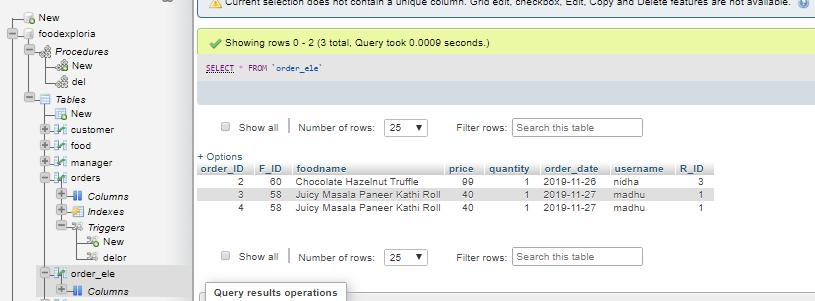 Current selection does not contain a unique column. Grid edit, checkbox, Edit, Copy and Delete features are not available.
New
foodexploria
Procedures
New
del
Tables
New
customer
food
manager
orders
Columns
Indexes
Triggers
New
delor
order_ele
Columns
Showing rows 0 - 2 (3 total, Query took 0.0009 seconds.)
SELECT * FROM `order_ele`
Show all Number of rows: 25 Filter rows: Search this table
+ Options
order_ID F_ID foodname price quantity order_date username R_ID
2 60 Chocolate Hazelnut Truffle 99 1 2019-11-26 nidha 3
3 58 Juicy Masala Paneer Kathi Roll 40 1 2019-11-27 madhu 1
4 58 Juicy Masala Paneer Kathi Roll 40 1 2019-11-27 madhu 1
Show all Number of rows: 25 Filter rows: Search this table
Query results operations